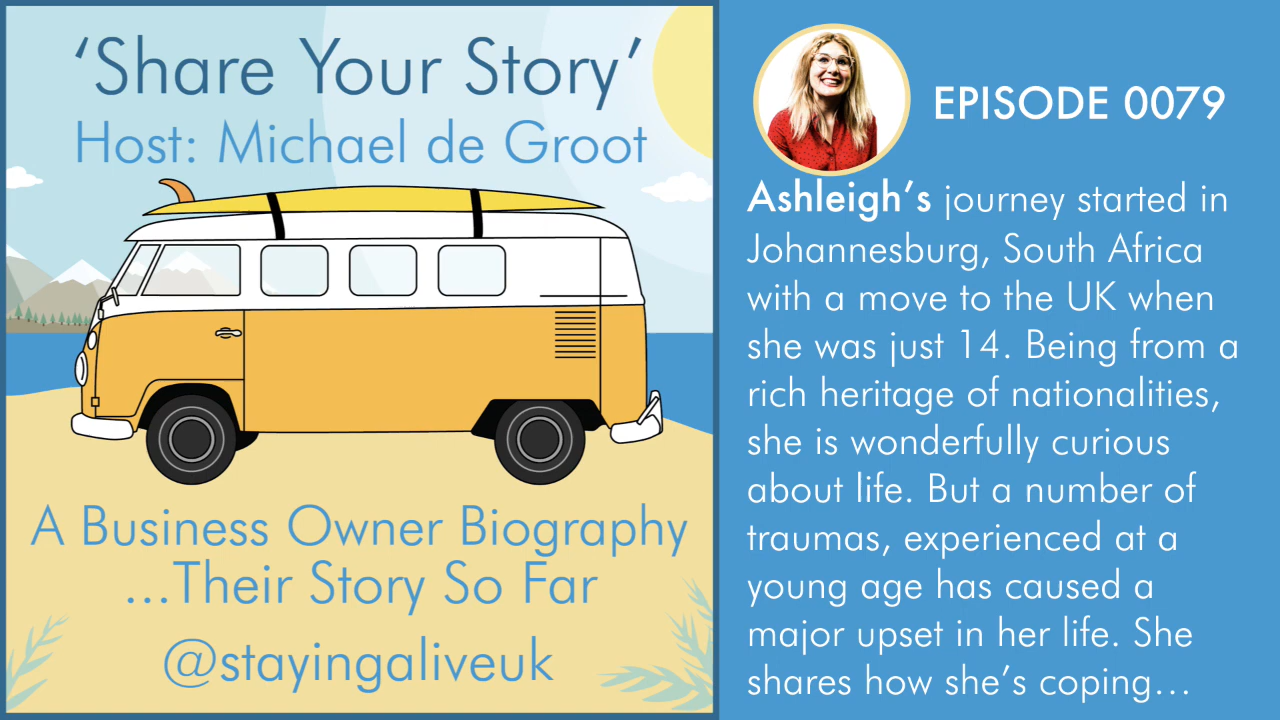 ‘Share Your Story’
Host: Michael de Groot
A Business Owner Biography
...Their Story So Far
@stayingaliveuk
EPISODE 0079
Ashleigh’s journey started in
Johannesburg, South Africa
with a move to the UK when
she was just 14. Being from a
rich heritage of nationalities,
she is wonderfully curious
about life. But a number of
traumas, experienced at a
young age has caused a
major upset in her life. She
shares how she’s coping...